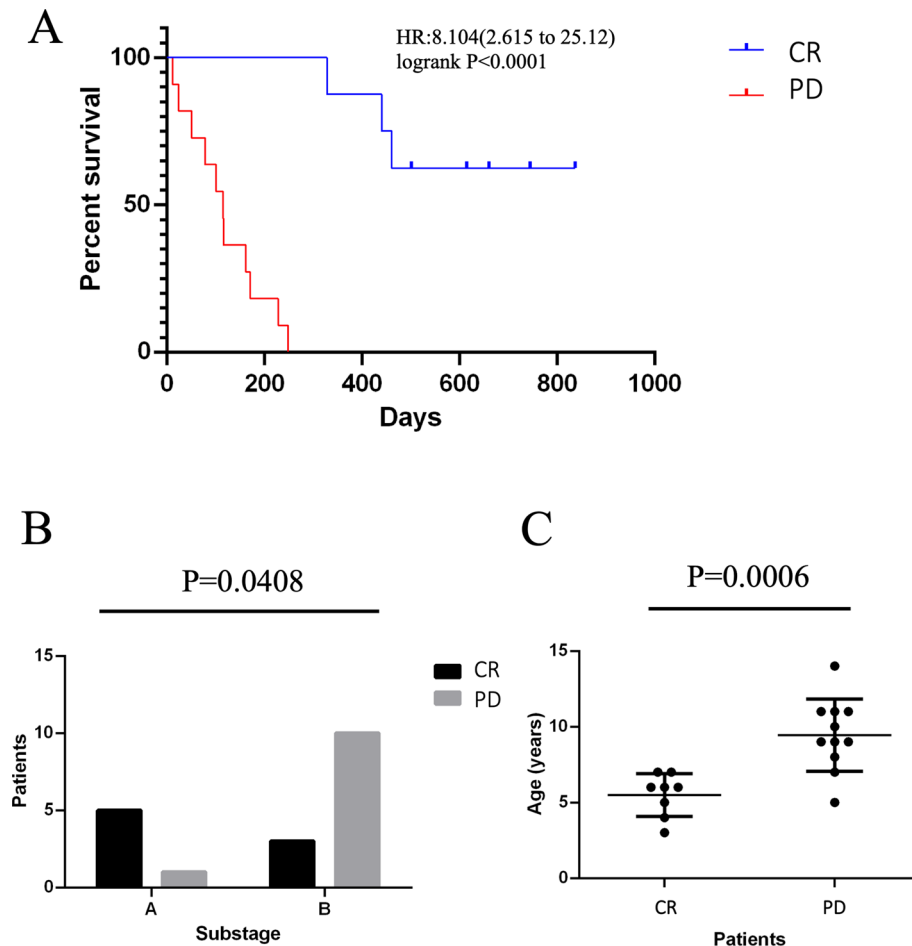 A
HR:8.104(2.615 to 25.12)
logrank P<0.0001
CR
PD
Percent survival
100
50
0
0 200 400 600 800 1000
Days
B
P=0.0408
CR
PD
Patients
15
10
5
0
A B
Substage
C
P=0.0006
Age (years)
15
10
5
0
CR PD
Patients